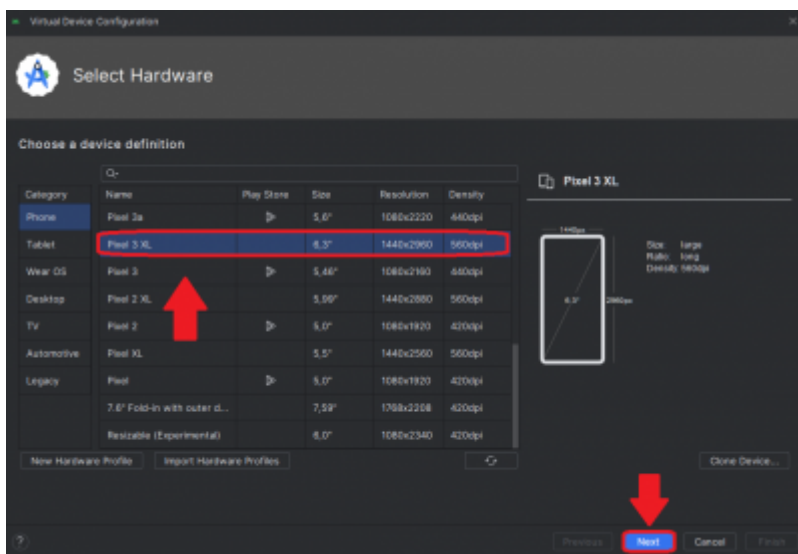 Virtual Device Configuration
Select Hardware
Choose a device definition
Category Name Play Store Size Resolution Density
Phone Pixel 3a 5,6" 1080x2220 440dpi
Tablet Pixel 3 XL 6,3" 1440x2960 560dpi
Wear OS Pixel 3 5,46" 1080x2160 440dpi
Desktop Pixel 2 XL 5,99" 1440x2880 560dpi
TV Pixel 2 5,0" 1080x1920 420dpi
Automotive Pixel XL 5,5" 1440x2560 560dpi
Legacy Pixel 5,0" 1080x1920 420dpi
7.6" Fold-in with outer d... 7,59" 1768x2208 420dpi
Resizable (Experimental) 6,0" 1080x2340 420dpi
New Hardware Profile Import Hardware Profiles
Pixel 3 XL
1440px
Size: large
Ratio: long
Density: 560dpi
6,3" 2960px
Clone Device...
? Previous Next Cancel Finish